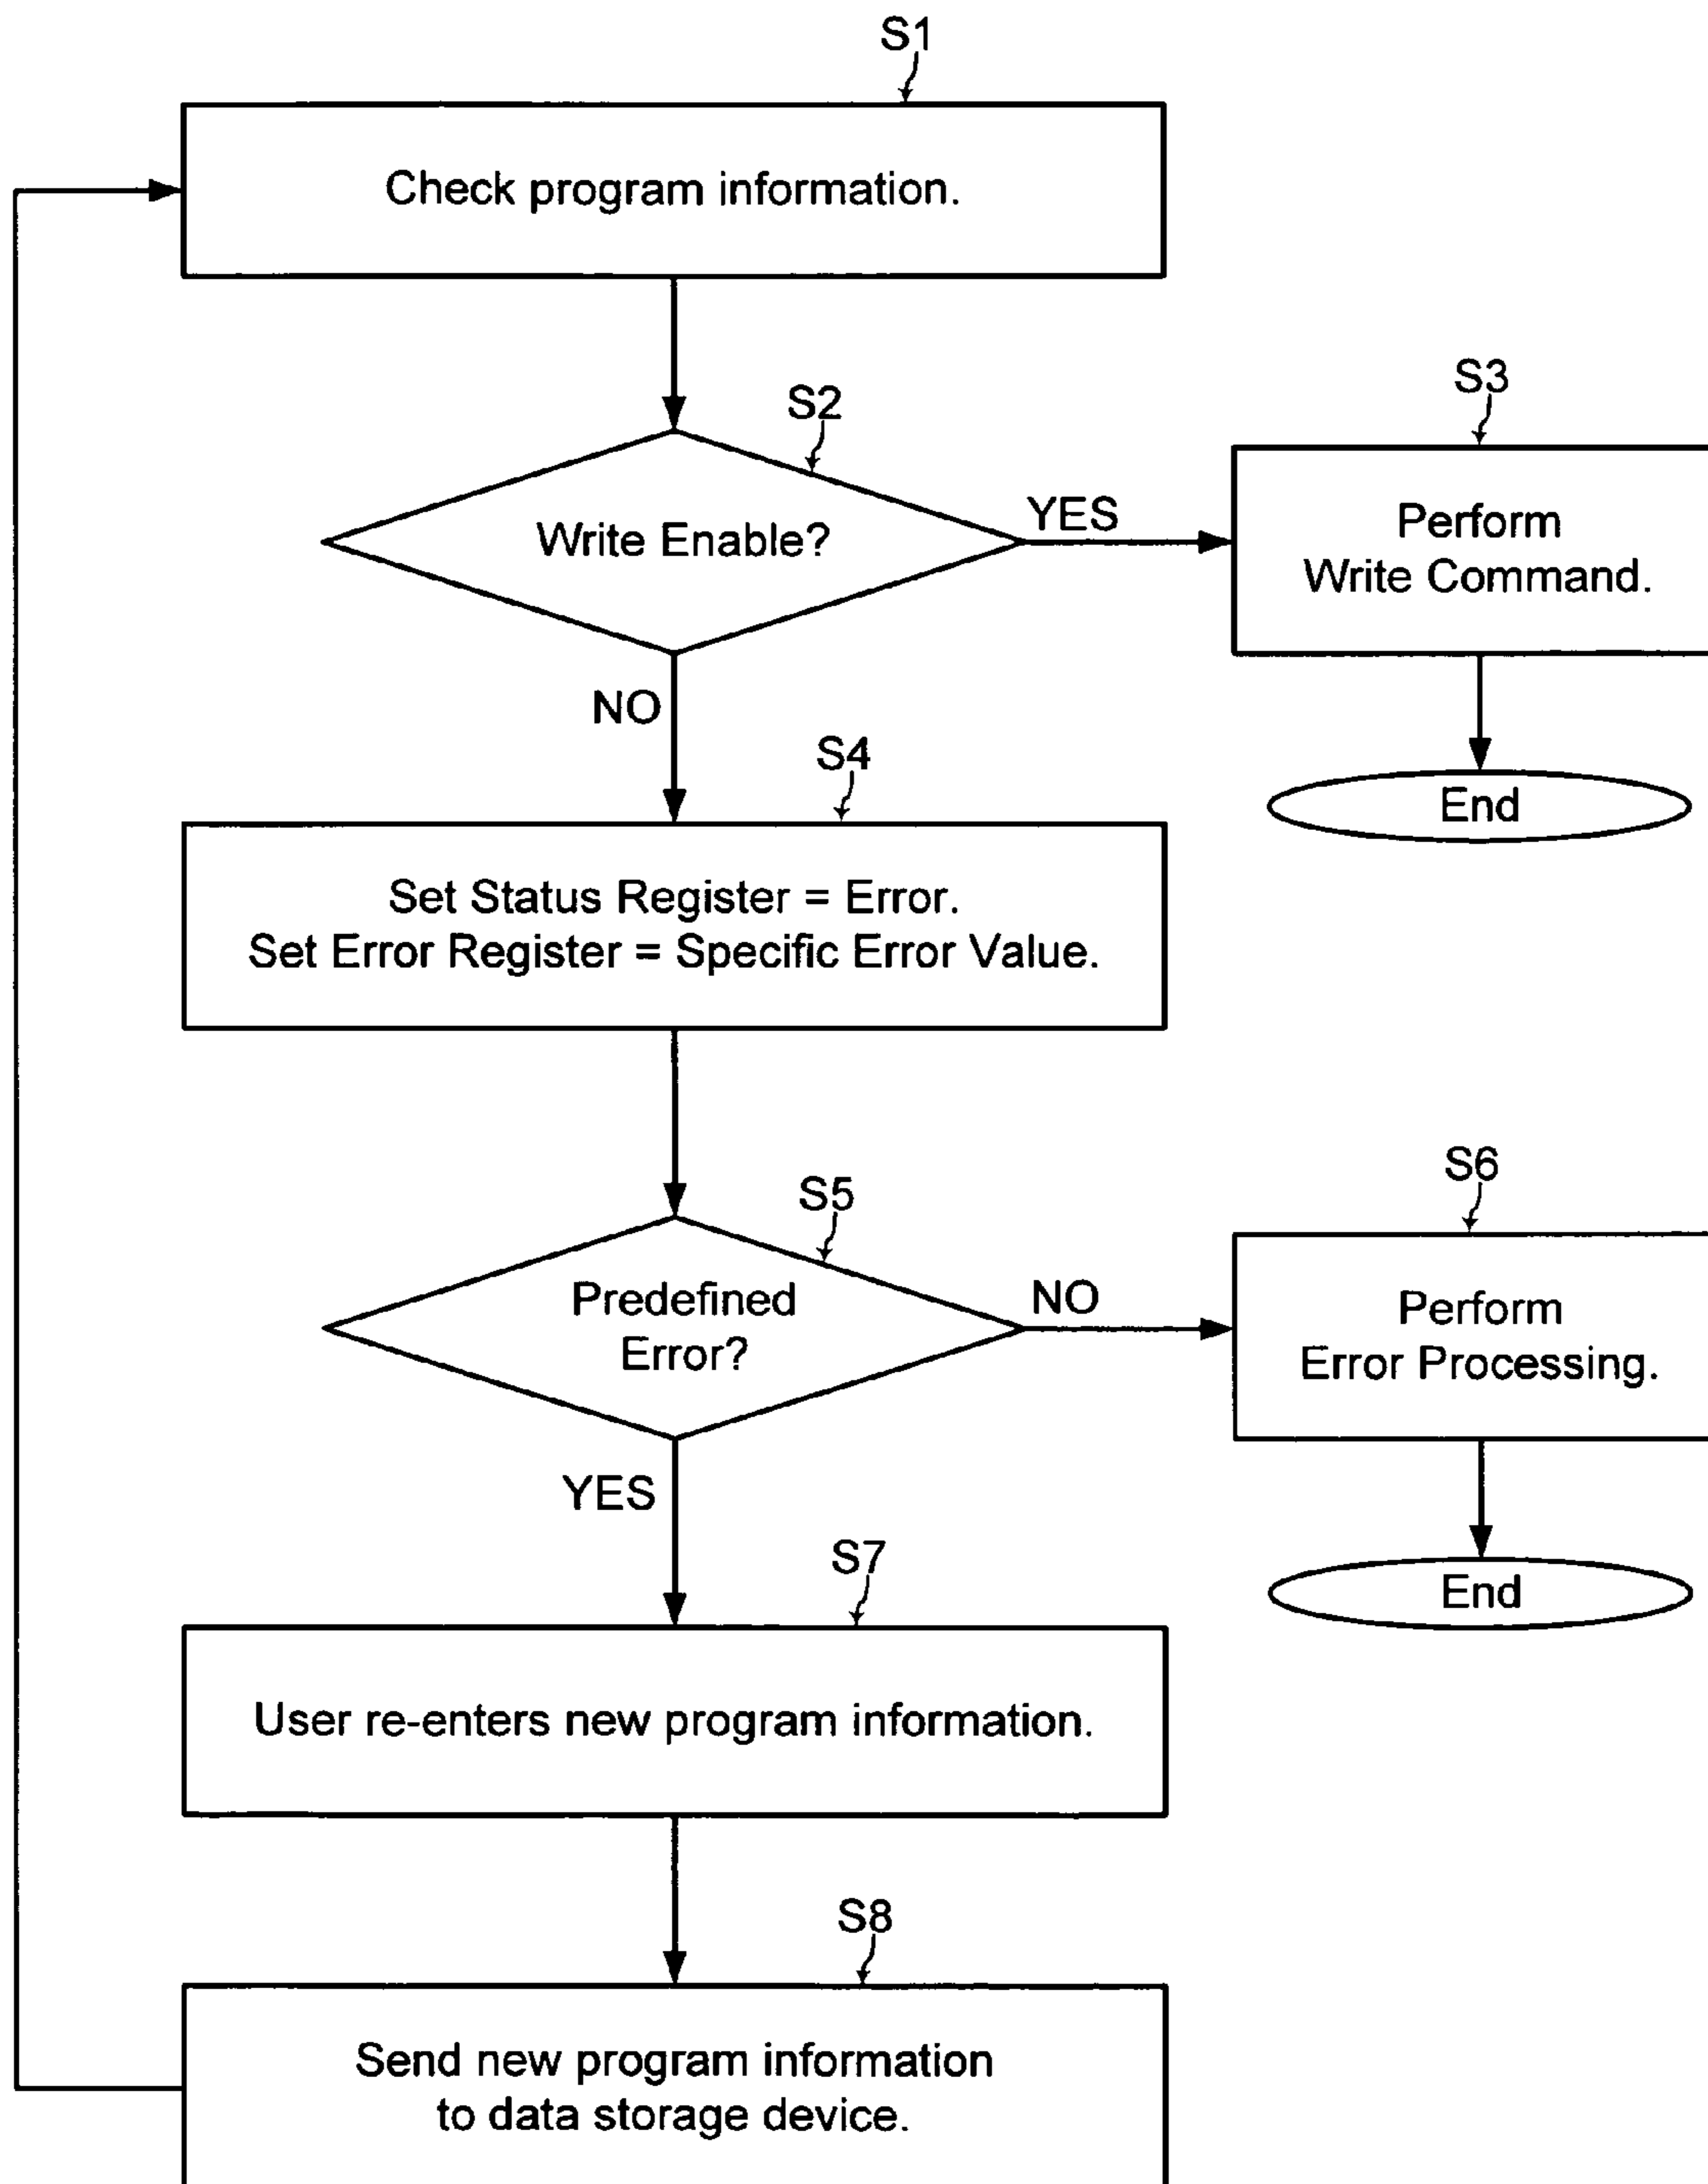 S1
Check program information.
S2
Write Enable?
YES
S3
Perform
Write Command.
End
NO
S4
Set Status Register = Error.
Set Error Register = Specific Error Value.
S5
Predefined
Error?
NO
S6
Perform
Error Processing.
End
YES
S7
User re-enters new program information.
S8
Send new program information
to data storage device.